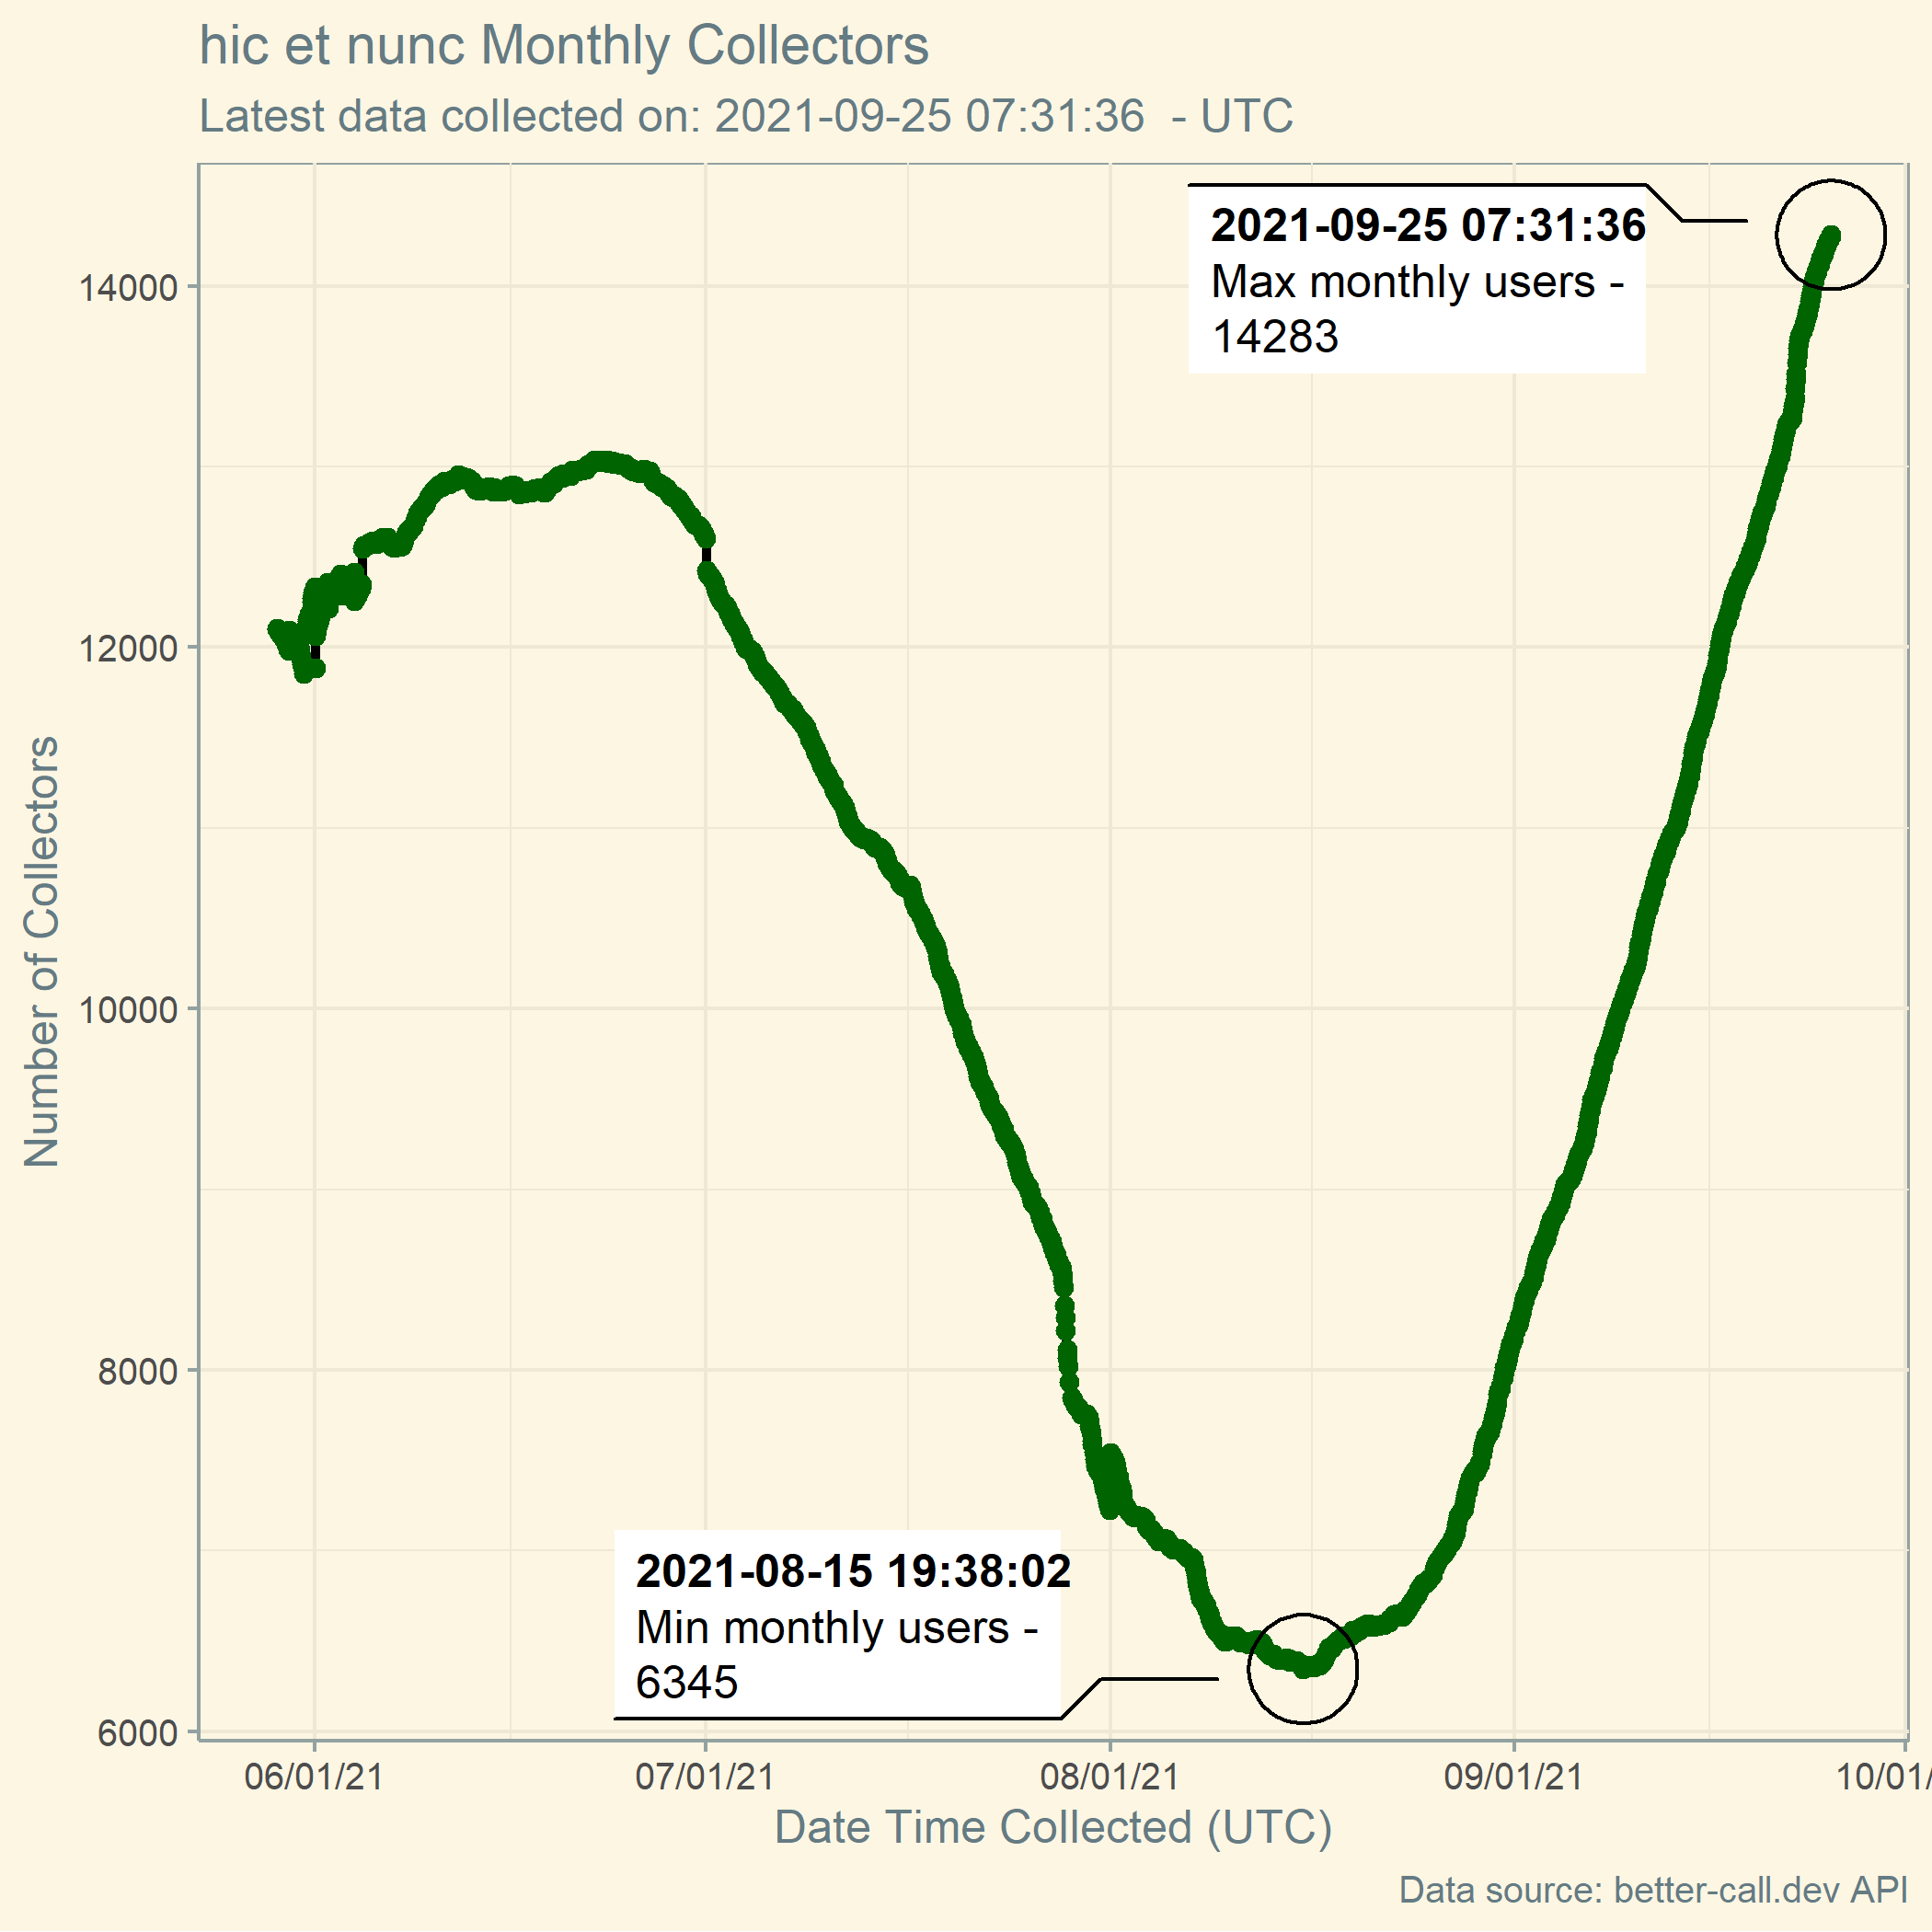 hic et nunc Monthly Collectors
Latest data collected on: 2021-09-25 07:31:36 - UTC
2021-09-25 07:31:36
Max monthly users -
14283
14000
12000
10000
8000
6000
Number of Collectors
2021-08-15 19:38:02
Min monthly users -
6345
06/01/21
07/01/21
08/01/21
09/01/21
10/01/
Date Time Collected (UTC)
Data source: better-call.dev API